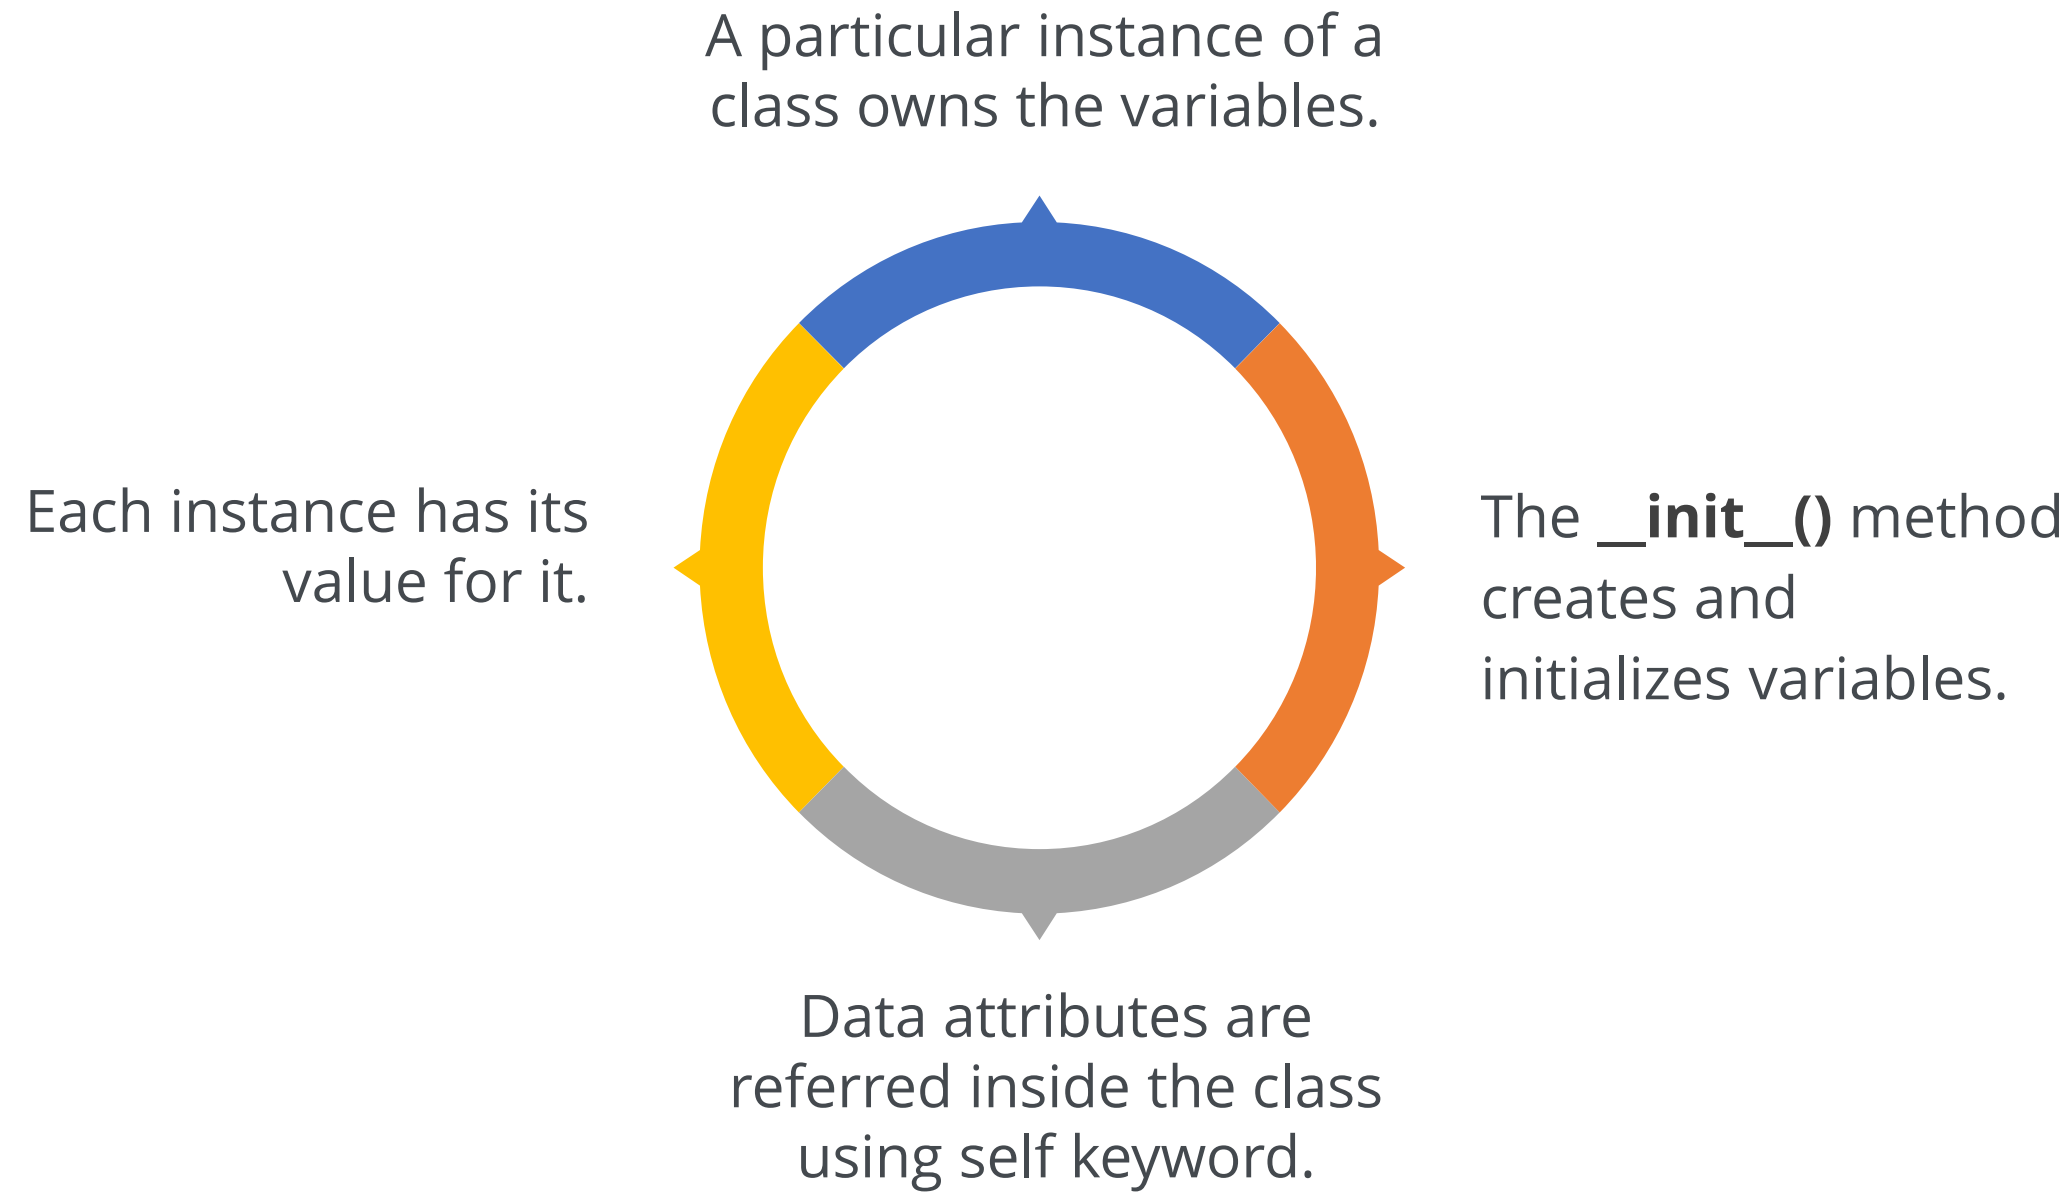 A particular instance of a
class owns the variables.
Each instance has its
value for it.
The __init__() method
creates and
initializes variables.
Data attributes are
referred inside the class
using self keyword.